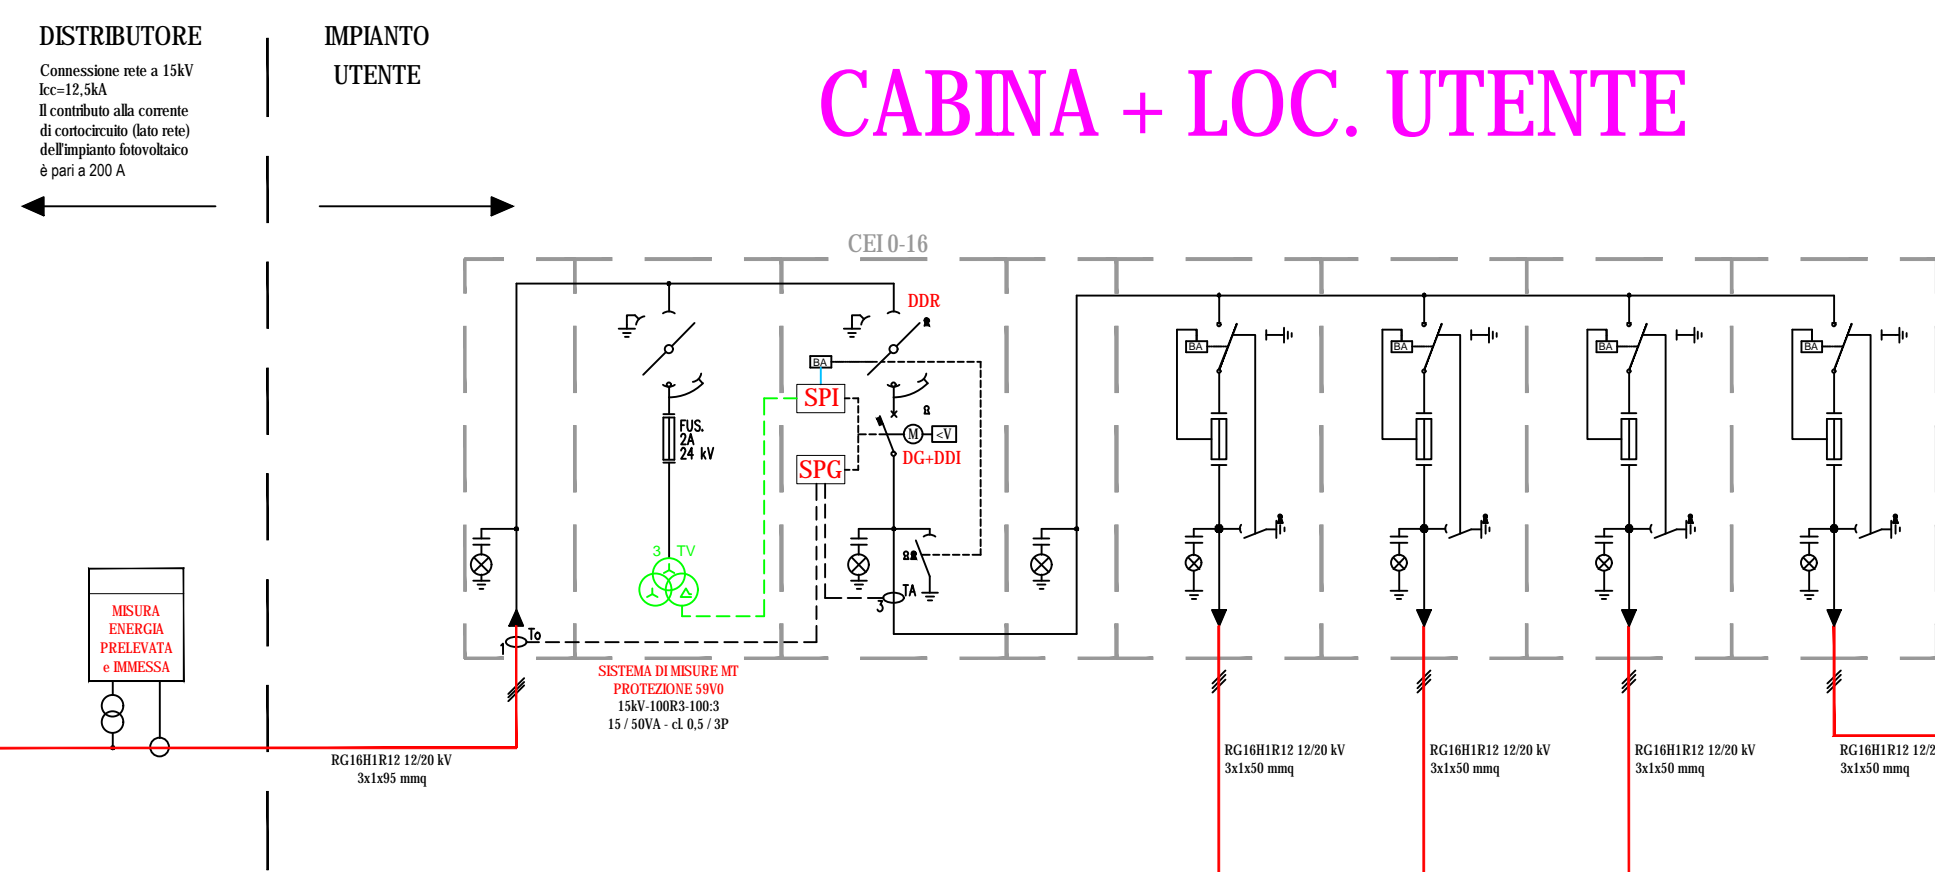 DISTRIBUTORE
Connessione rete a 15kV
Icc=12,5kA
Il contributo alla corrente
di cortocircuito (lato rete)
dell'impianto fotovoltaico
è pari a 200 A
IMPIANTO
UTENTE
CABINA + LOC. UTENTE
CEI 0-16
DDR
BA
SPI
SPG
M
<V
DG+DDI
FUS.
2A
24 kV
3 TV
TA
3
To
1
BA
BA
BA
BA
MISURA
ENERGIA
PRELEVATA
e IMMESSA
SISTEMA DI MISURE MT
PROTEZIONE 59V0
15kV-100R3-100:3
15 / 50VA - cl. 0,5 / 3P
RG16H1R12 12/20 kV
3x1x95 mmq
RG16H1R12 12/20 kV
3x1x50 mmq
RG16H1R12 12/20 kV
3x1x50 mmq
RG16H1R12 12/20 kV
3x1x50 mmq
RG16H1R12 12/2
3x1x50 mmq